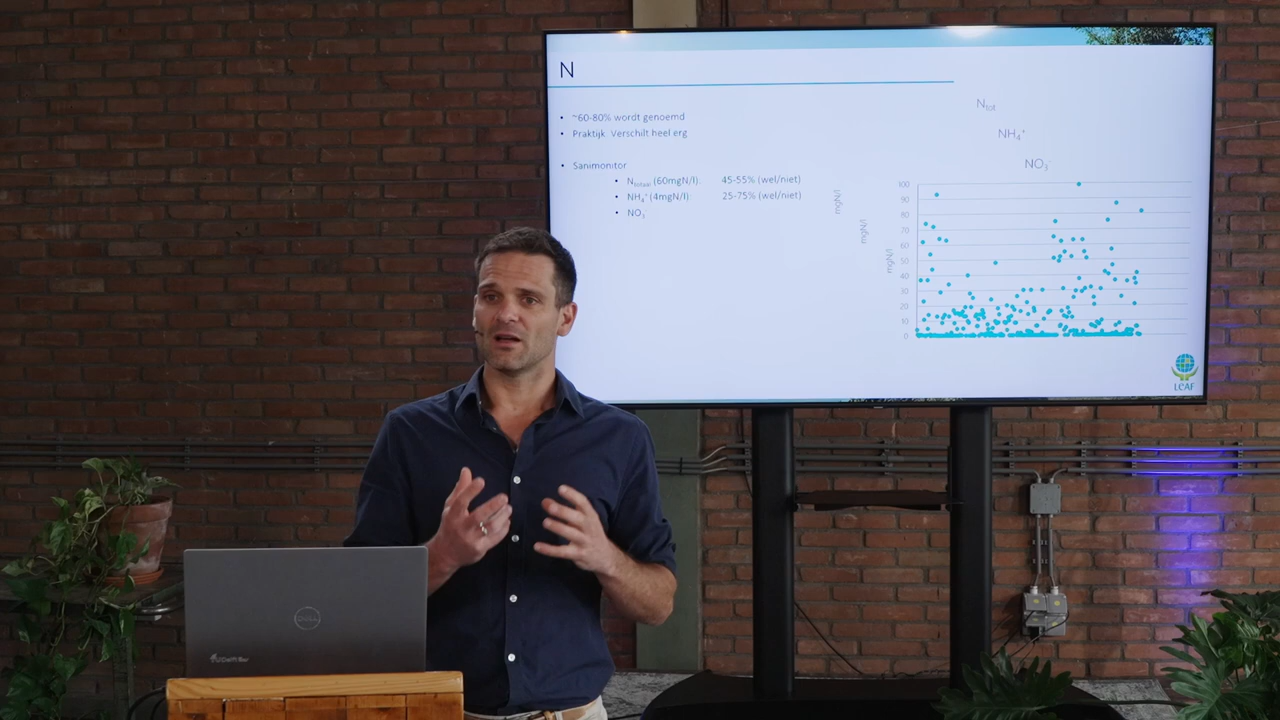 N
• ~60-80% wordt genoemd
• Praktijk: Verschilt heel erg
• Sanimonitor:
• Ntotaal (60mgN/l): 45-55% (wel/niet)
• NH4+ (4mgN/l) 25-75% (wel/niet)
• NO3-
Ntot
NH4+
NO3-
mgN/l
mgN/l
mgN/l
100
90
80
70
60
50
40
30
20
10
0
LeAF
DELL